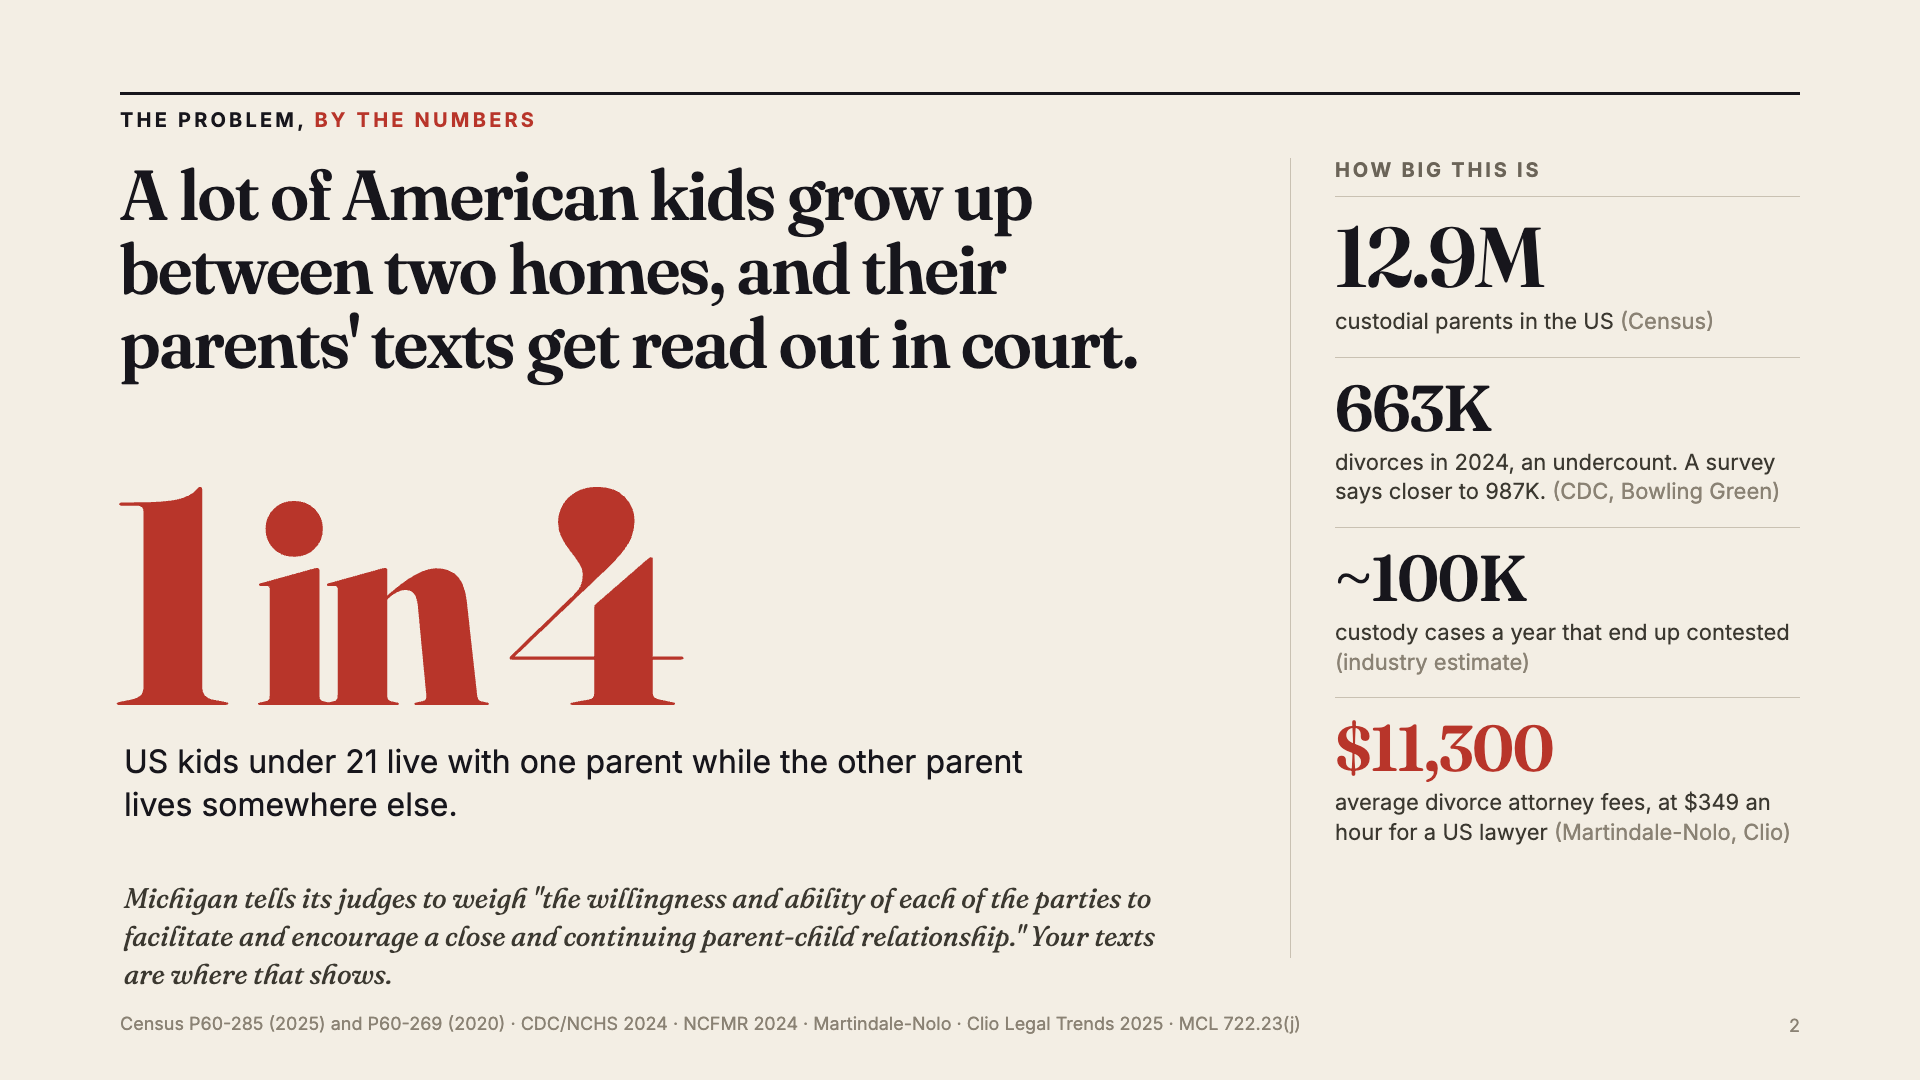 THE PROBLEM, BY THE NUMBERS
A lot of American kids grow up
between two homes, and their
parents' texts get read out in court.
1 in 4
US kids under 21 live with one parent while the other parent
lives somewhere else.
Michigan tells its judges to weigh "the willingness and ability of each of the parties to
facilitate and encourage a close and continuing parent-child relationship." Your texts
are where that shows.
HOW BIG THIS IS
12.9M
custodial parents in the US (Census)
663K
divorces in 2024, an undercount. A survey
says closer to 987K. (CDC, Bowling Green)
~100K
custody cases a year that end up contested
(industry estimate)
$11,300
average divorce attorney fees, at $349 an
hour for a US lawyer (Martindale-Nolo, Clio)
Census P60-285 (2025) and P60-269 (2020) · CDC/NCHS 2024 · NCFMR 2024 · Martindale-Nolo · Clio Legal Trends 2025 · MCL 722.23(j)
2